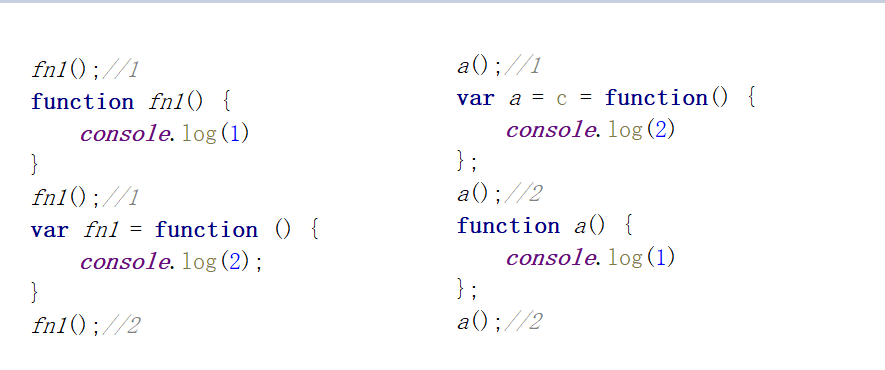 fn1();//1
function fn1() {
    console.log(1)
}
fn1();//1
var fn1 = function () {
    console.log(2);
}
fn1();//2
a();//1
var a = c = function() {
    console.log(2)
};
a();//2
function a() {
    console.log(1)
};
a();//2